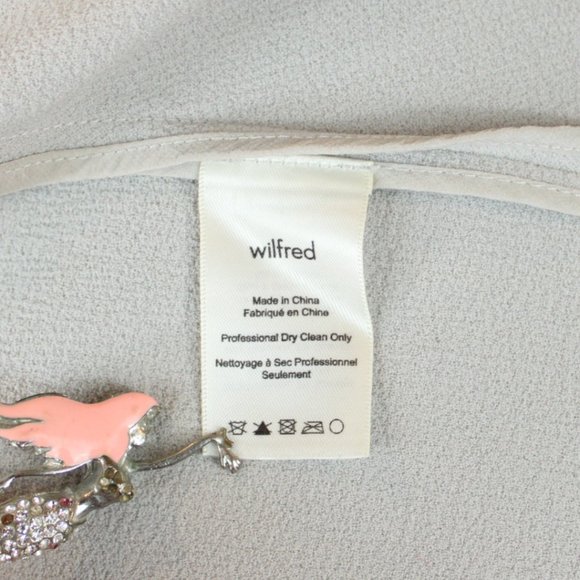 wilfred
Made in China
Fabriqué en Chine
Professional Dry Clean Only
Nettoyage à Sec Professionnel
Seulement